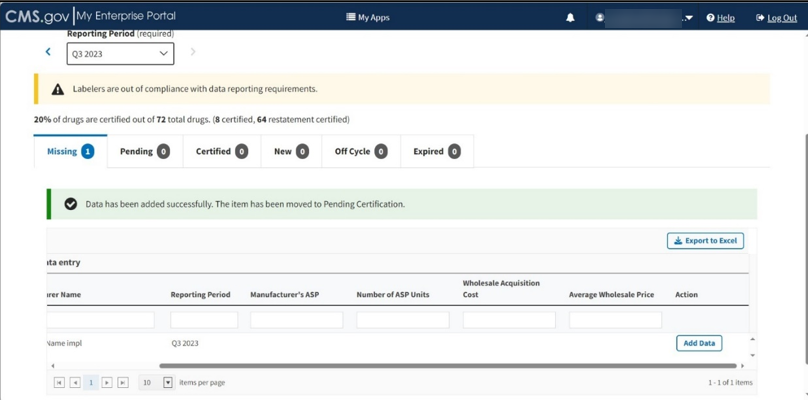 CMS.gov | My Enterprise Portal
My Apps
Help
Log Out
Reporting Period (required)
Q3 2023
Labelers are out of compliance with data reporting requirements.
20% of drugs are certified out of 72 total drugs. (8 certified, 64 restatement certified)
Missing 1
Pending 0
Certified 0
New 0
Off Cycle 0
Expired 0
Data has been added successfully. The item has been moved to Pending Certification.
Export to Excel
ata entry
rer Name
Reporting Period
Manufacturer's ASP
Number of ASP Units
Wholesale Acquisition
Cost
Average Wholesale Price
Action
Name impl
Q3 2023
Add Data
1
10
items per page
1 - 1 of 1 items